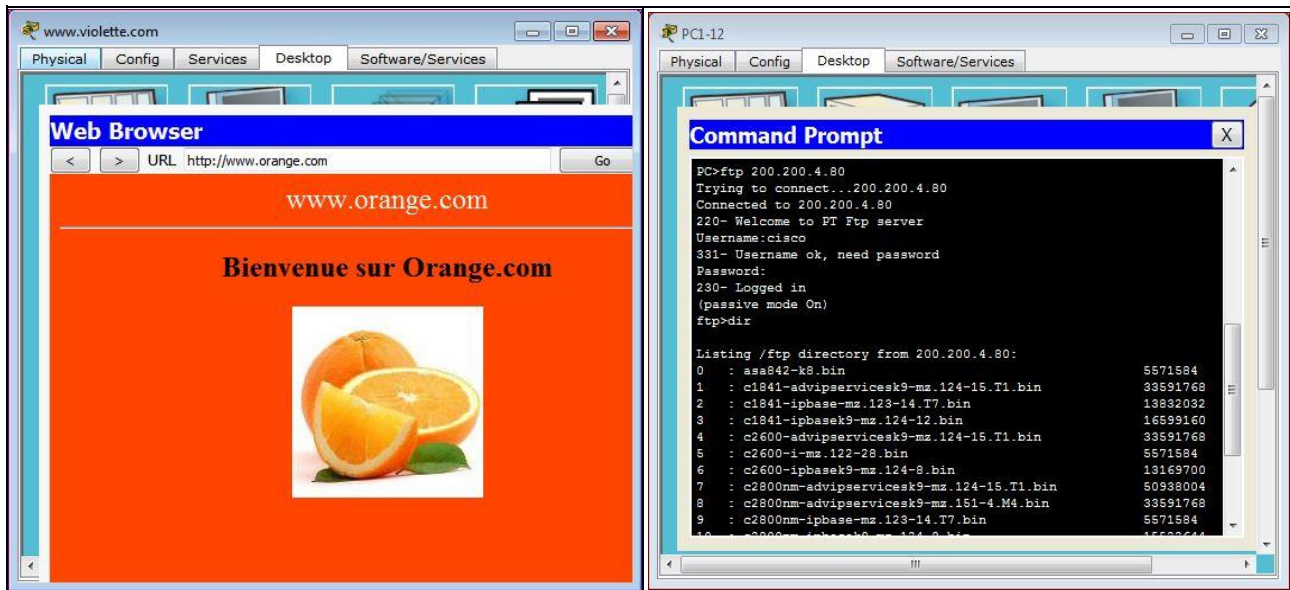 www.violette.com
Physical Config Services Desktop Software/Services
Web Browser
< > URL http://www.orange.com Go
www.orange.com
Bienvenue sur Orange.com
PC1-12
Physical Config Desktop Software/Services
Command Prompt X
PC>ftp 200.200.4.80
Trying to connect...200.200.4.80
Connected to 200.200.4.80
220- Welcome to PT Ftp server
Username:cisco
331- Username ok, need password
Password:
230- Logged in
(passive mode On)
ftp>dir
Listing /ftp directory from 200.200.4.80:
0 : asa842-k8.bin 5571584
1 : c1841-advipservicesk9-mz.124-15.T1.bin 33591768
2 : c1841-ipbase-mz.123-14.T7.bin 13832032
3 : c1841-ipbasek9-mz.124-12.bin 16599160
4 : c2600-advipservicesk9-mz.124-15.T1.bin 33591768
5 : c2600-i-mz.122-28.bin 5571584
6 : c2600-ipbasek9-mz.124-8.bin 13169700
7 : c2800nm-advipservicesk9-mz.124-15.T1.bin 50938004
8 : c2800nm-advipservicesk9-mz.151-4.M4.bin 33591768
9 : c2800nm-ipbase-mz.123-14.T7.bin 5571584